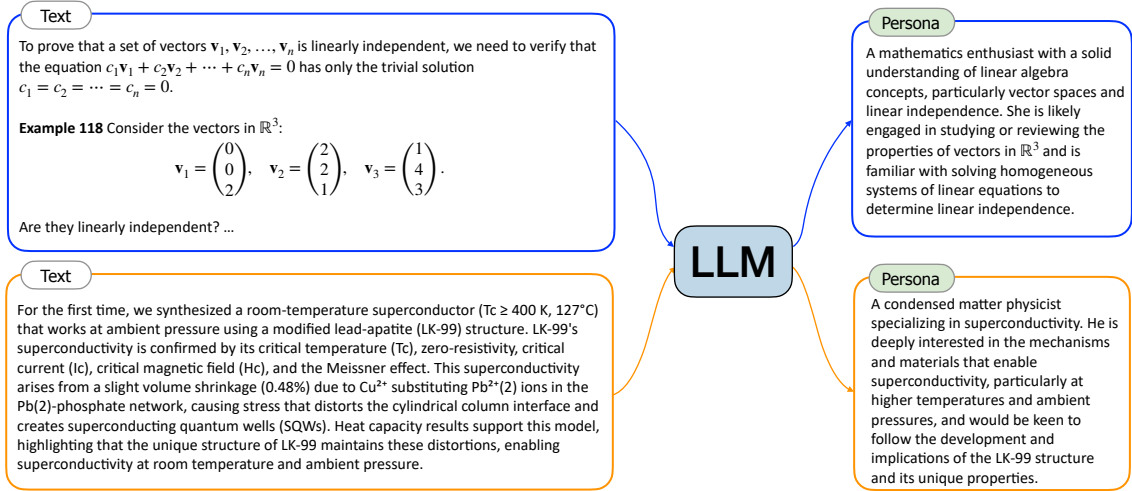 Text
To prove that a set of vectors v₁, v₂, …, vₙ is linearly independent, we need to verify that
the equation c₁v₁ + c₂v₂ + ⋯ + cₙvₙ = 0 has only the trivial solution
c₁ = c₂ = ⋯ = cₙ = 0.
Example 118 Consider the vectors in ℝ³:
v₁ = (0 0 2), v₂ = (2 2 1), v₃ = (1 4 3).
Are they linearly independent? …
Persona
A mathematics enthusiast with a solid
understanding of linear algebra
concepts, particularly vector spaces and
linear independence. She is likely
engaged in studying or reviewing the
properties of vectors in ℝ³ and is
familiar with solving homogeneous
systems of linear equations to
determine linear independence.
LLM
Text
For the first time, we synthesized a room-temperature superconductor (Tc ≥ 400 K, 127°C)
that works at ambient pressure using a modified lead-apatite (LK-99) structure. LK-99's
superconductivity is confirmed by its critical temperature (Tc), zero-resistivity, critical
current (Ic), critical magnetic field (Hc), and the Meissner effect. This superconductivity
arises from a slight volume shrinkage (0.48%) due to Cu²⁺ substituting Pb²⁺(2) ions in the
Pb(2)-phosphate network, causing stress that distorts the cylindrical column interface and
creates superconducting quantum wells (SQWs). Heat capacity results support this model,
highlighting that the unique structure of LK-99 maintains these distortions, enabling
superconductivity at room temperature and ambient pressure.
Persona
A condensed matter physicist
specializing in superconductivity. He is
deeply interested in the mechanisms
and materials that enable
superconductivity, particularly at
higher temperatures and ambient
pressures, and would be keen to
follow the development and
implications of the LK-99 structure
and its unique properties.